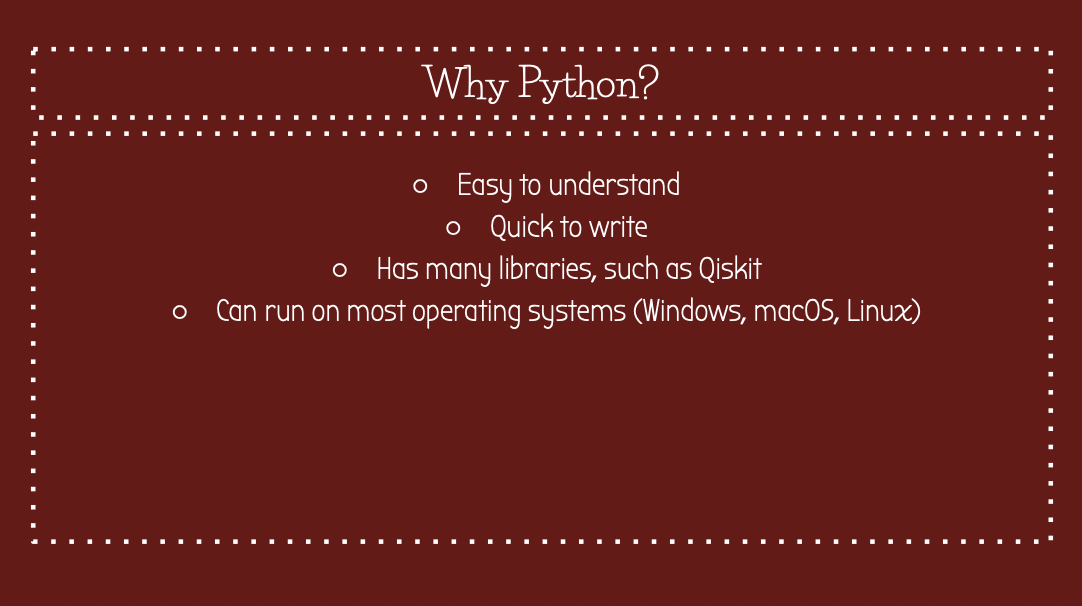 Why Python?
Easy to understand
Quick to write
Has many libraries, such as Qiskit
Can run on most operating systems (Windows, macOS, Linux)